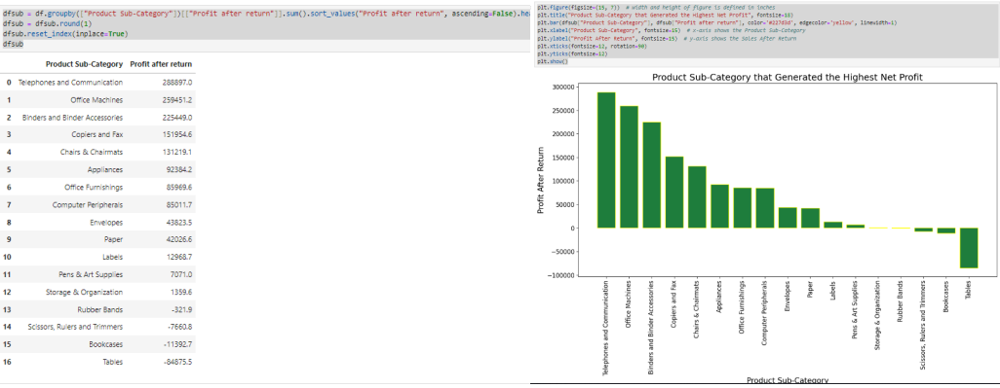 dfsub = df.groupby(["Product Sub-Category"])[["Profit after return"]].sum().sort_values("Profit after return", ascending=False).hea
dfsub = dfsub.round(1)
dfsub.reset_index(inplace=True)
dfsub
Product Sub-Category Profit after return
0 Telephones and Communication 288897.0
1 Office Machines 259451.2
2 Binders and Binder Accessories 225449.0
3 Copiers and Fax 151954.6
4 Chairs & Chairmats 131219.1
5 Appliances 92384.2
6 Office Furnishings 85969.6
7 Computer Peripherals 85011.7
8 Envelopes 43823.5
9 Paper 42026.6
10 Labels 12968.7
11 Pens & Art Supplies 7071.0
12 Storage & Organization 1359.6
13 Rubber Bands -321.9
14 Scissors, Rulers and Trimmers -7660.8
15 Bookcases -11392.7
16 Tables -84875.5
plt.figure(figsize=(15, 7)) # width and height of figure is defined in inches
plt.title("Product Sub-Category that Generated the Highest Net Profit", fontsize=18)
plt.bar(dfsub["Product Sub-Category"], dfsub["Profit after return"], edgecolor='yellow', linewidth=1)
plt.xlabel("Product Sub-Category", fontsize=15) # x-axis shows the Product Sub-Category
plt.ylabel("Profit After Return", fontsize=15) # y-axis shows the Sales After Return
plt.xticks(fontsize=12, rotation=90)
plt.yticks(fontsize=12)
plt.show()
Product Sub-Category that Generated the Highest Net Profit
Profit After Return
300000
250000
200000
150000
100000
50000
0
−50000
−100000
Telephones and Communication
Office Machines
Binders and Binder Accessories
Copiers and Fax
Chairs & Chairmats
Appliances
Office Furnishings
Computer Peripherals
Envelopes
Paper
Labels
Pens & Art Supplies
Storage & Organization
Rubber Bands
Scissors, Rulers and Trimmers
Bookcases
Tables
Product Sub-Category